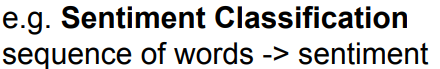 e.g. Sentiment Classification
sequence of words -> sentiment